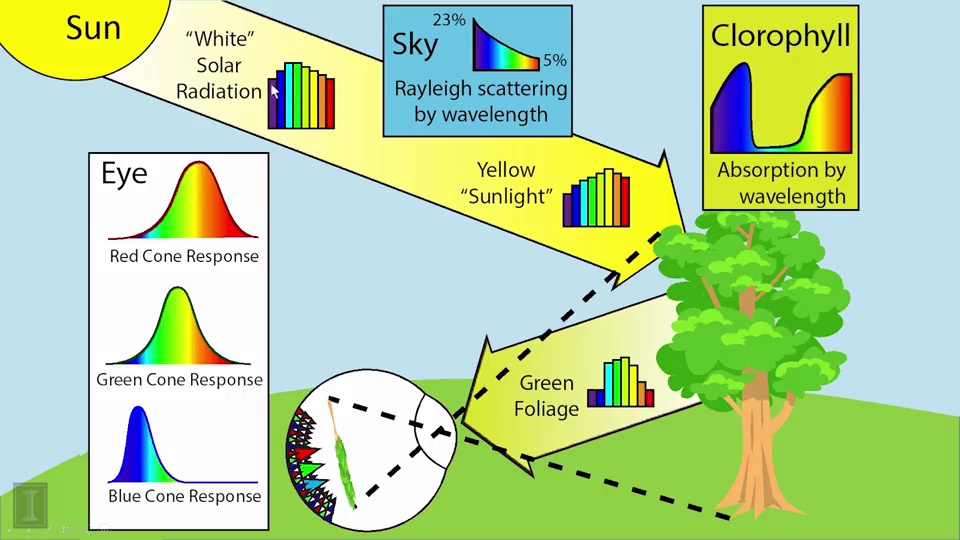 Sun
"White"
Solar
Radiation
Sky
23%
5%
Rayleigh scattering
by wavelength
Clorophyll
Absorption by
wavelength
Yellow
"Sunlight"
Eye
Red Cone Response
Green Cone Response
Blue Cone Response
Green
Foliage
I